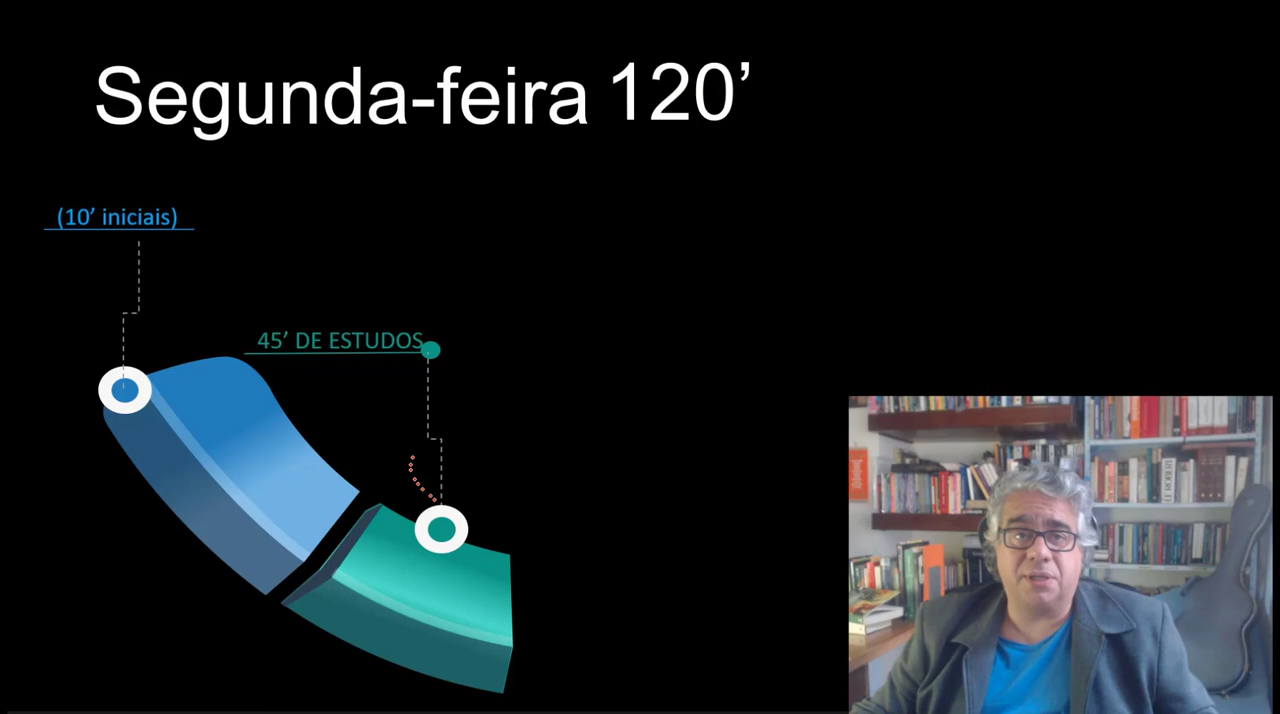 Segunda-feira 120’
(10’ iniciais)
45’ DE ESTUDOS